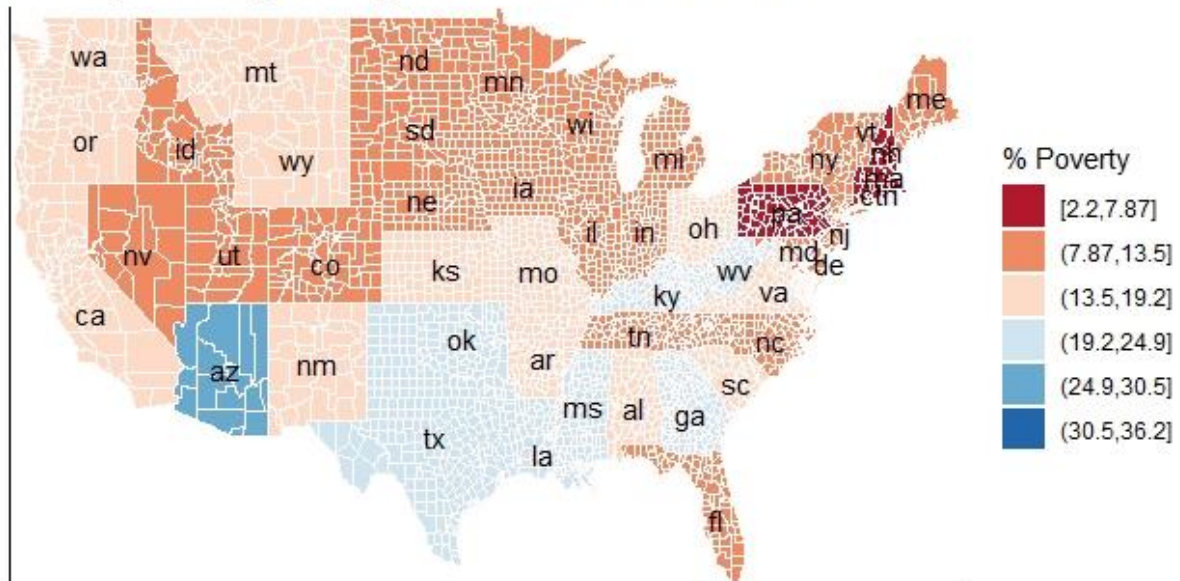 wa
mt
nd
mn
me
or
id
wy
sd
wi
mi
ny
vt
nh
ma
% Poverty
[2.2,7.87]
(7.87,13.5]
(13.5,19.2]
(19.2,24.9]
(24.9,30.5]
(30.5,36.2]
nv
ut
co
ne
ia
il
in
oh
pa
nj
md
de
ca
ks
mo
ky
wv
va
az
nm
ok
ar
tn
nc
sc
tx
la
ms
al
ga
fl